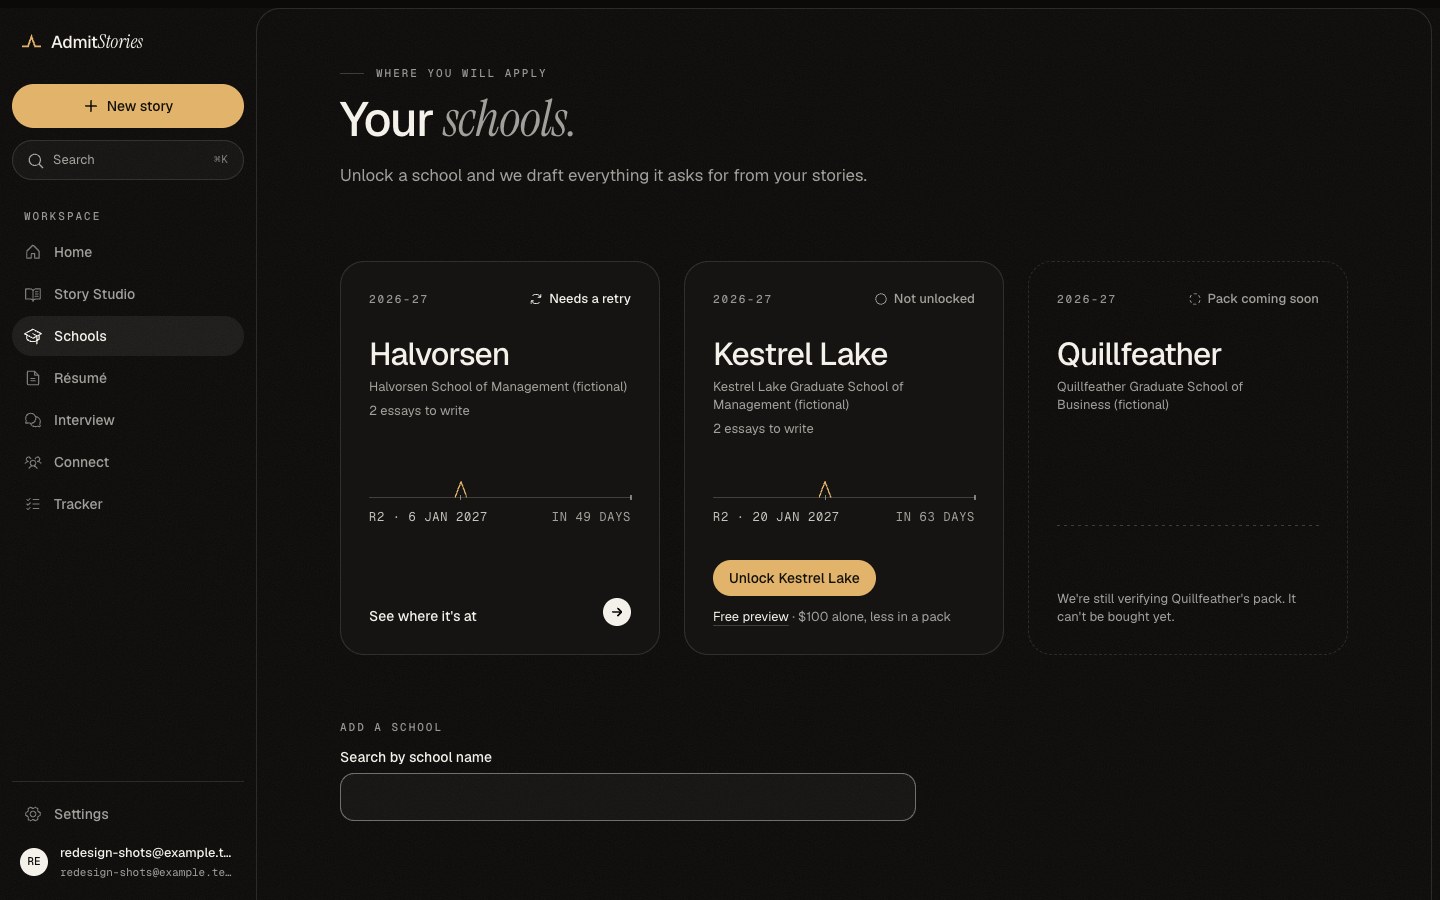 AdmitStories
New story
Search ⌘K
WORKSPACE
Home
Story Studio
Schools
Résumé
Interview
Connect
Tracker
Settings
RE
redesign-shots@example.t…
redesign-shots@example.te…
WHERE YOU WILL APPLY
Your schools.
Unlock a school and we draft everything it asks for from your stories.
2026-27 Needs a retry
Halvorsen
Halvorsen School of Management (fictional)
2 essays to write
R2 · 6 JAN 2027 IN 49 DAYS
See where it's at
2026-27 Not unlocked
Kestrel Lake
Kestrel Lake Graduate School of
Management (fictional)
2 essays to write
R2 · 20 JAN 2027 IN 63 DAYS
Unlock Kestrel Lake
Free preview · $100 alone, less in a pack
2026-27 Pack coming soon
Quillfeather
Quillfeather Graduate School of
Business (fictional)
We're still verifying Quillfeather's pack. It
can't be bought yet.
ADD A SCHOOL
Search by school name